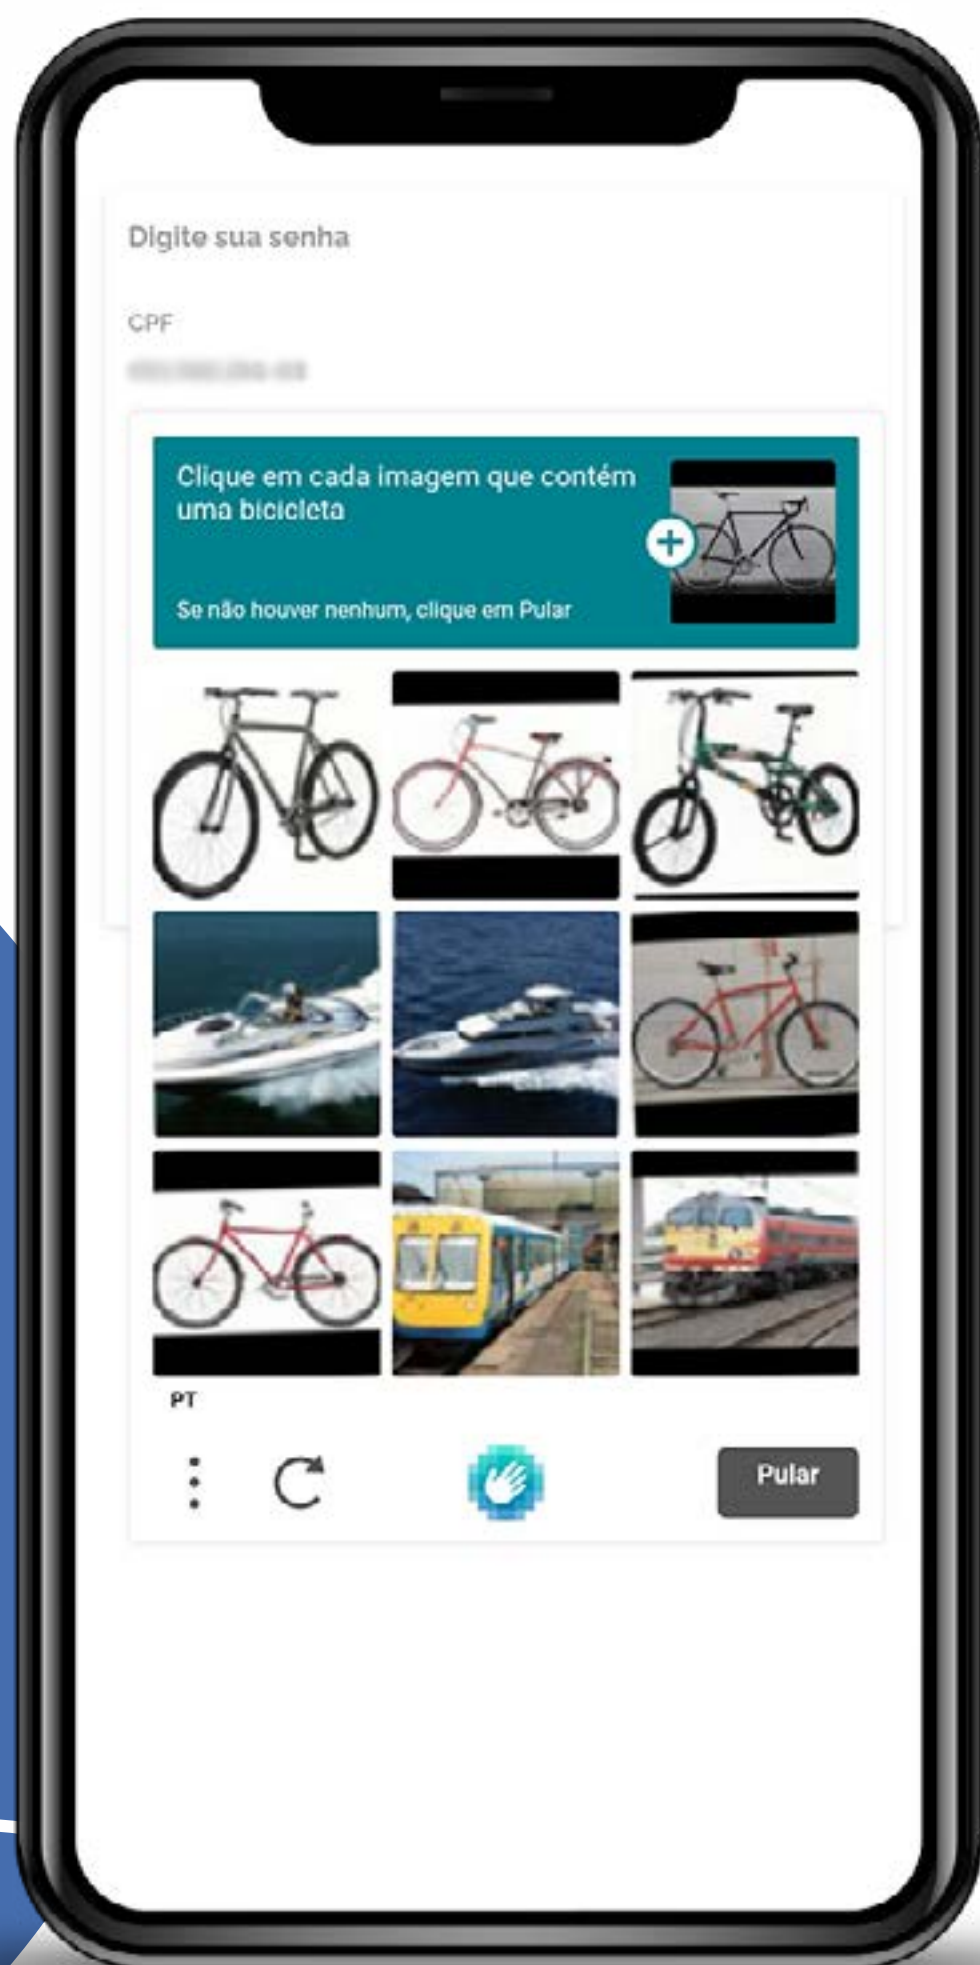 Digite sua senha
CPF
Clique em cada imagem que contém
uma bicicleta
Se não houver nenhum, clique em Pular
PT
Pular